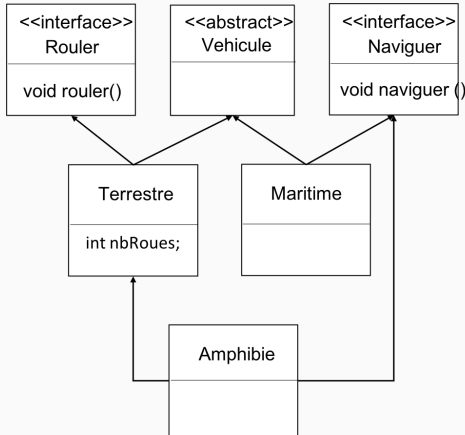 <<interface>>
Rouler
void rouler()
<<abstract>>
Vehicule
<<interface>>
Naviguer
void naviguer ()
Terrestre
int nbRoues;
Maritime
Amphibie